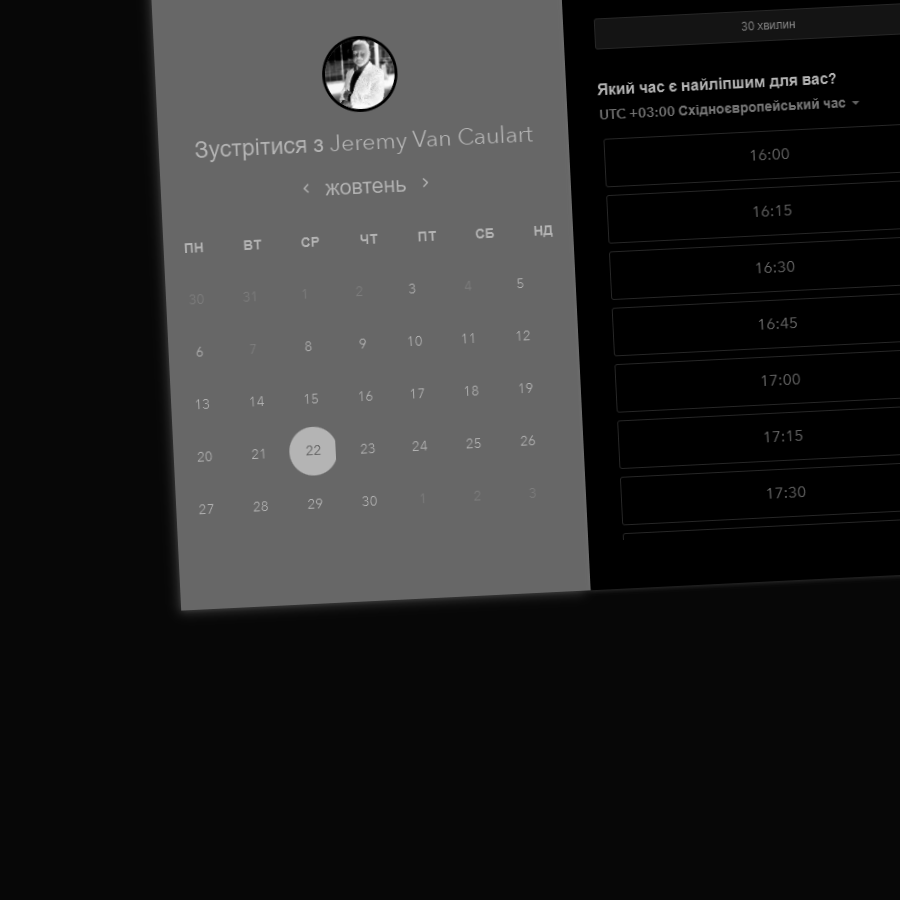 Зустрітися з Jeremy Van Caulart
‹ жовтень ›
ПН ВТ СР ЧТ ПТ СБ НД
30 31 1 2 3 4 5
6 7 8 9 10 11 12
13 14 15 16 17 18 19
20 21 22 23 24 25 26
27 28 29 30 1 2 3
30 хвилин
Який час є найліпшим для вас?
UTC +03:00 Східноєвропейський час
16:00
16:15
16:30
16:45
17:00
17:15
17:30